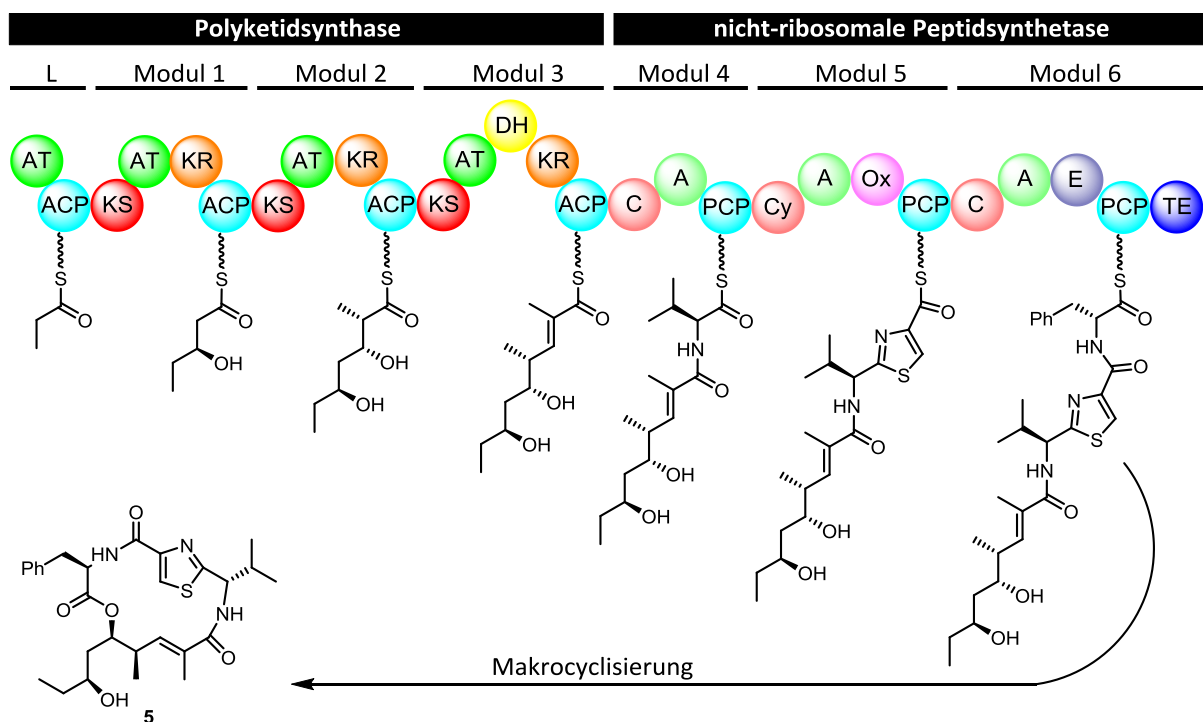 Polyketidsynthase nicht-ribosomale Peptidsynthetase
L Modul 1 Modul 2 Modul 3 Modul 4 Modul 5 Modul 6
AT ACP KS AT KR ACP KS AT KR ACP KS AT DH KR ACP C A PCP Cy A Ox PCP C A E PCP TE
S S S S S S S
O O O O O O O
OH OH OH OH
OH
Ph HN O
N S
HN O
OH
OH
N S
HN O
OH
OH
HN O
OH
OH
Ph HN O N S
O O HN O
OH
5
Makrocyclisierung